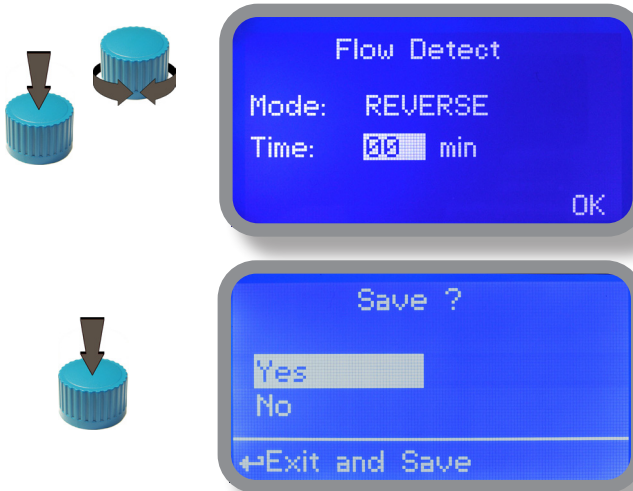 Flow Detect
Mode: REVERSE
Time: 00 min
OK
Save ?
Yes
No
↵Exit and Save